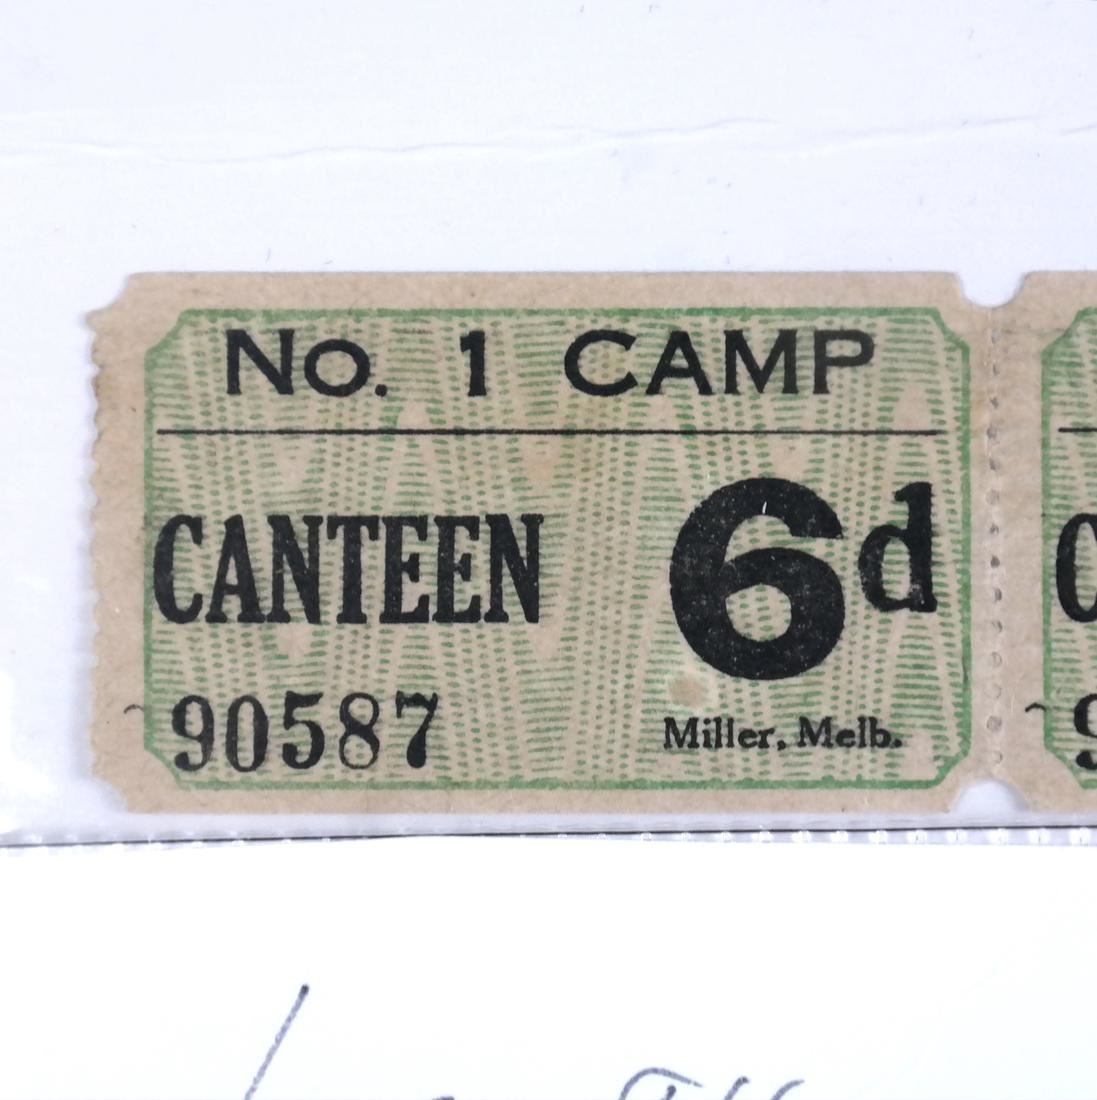 No. 1 CAMP
CANTEEN 6d
90587
Miller, Melb.